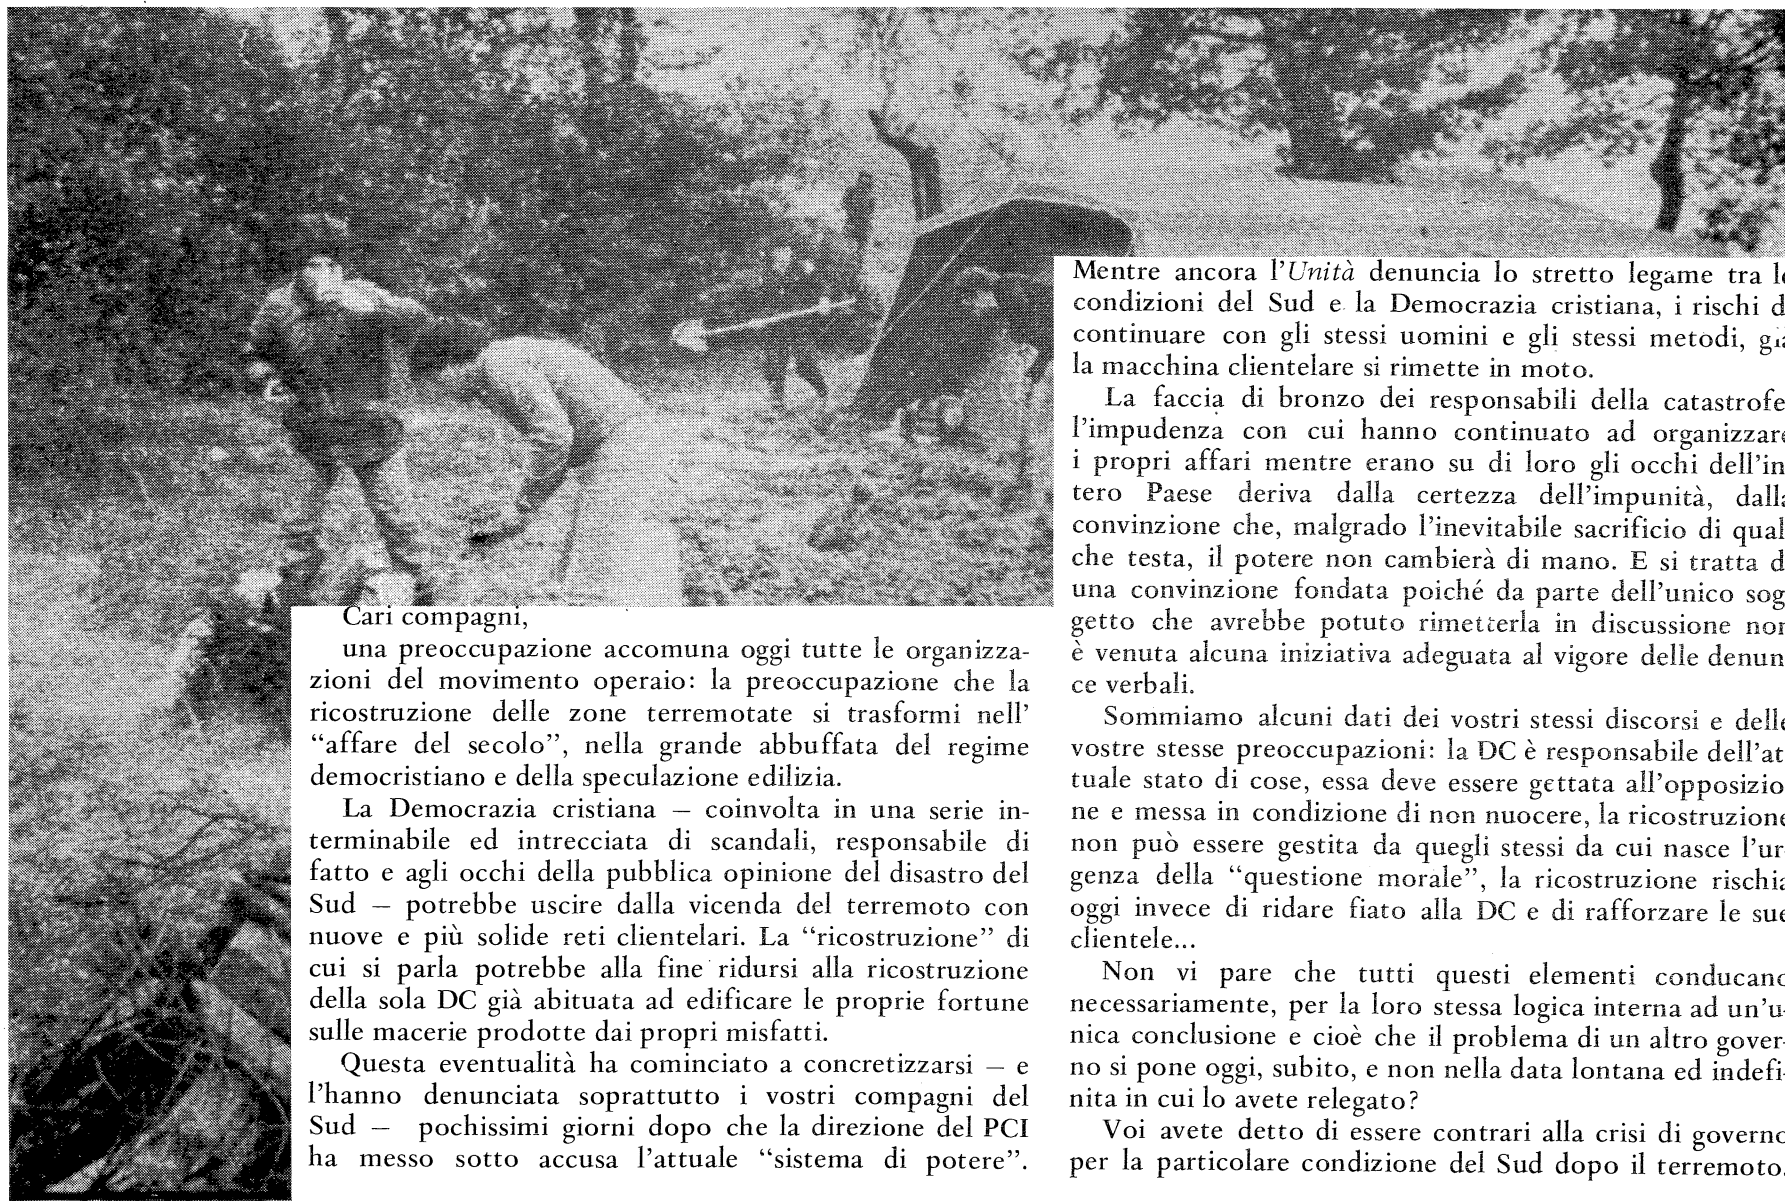 Cari compagni,
una preoccupazione accomuna oggi tutte le organizza-
zioni del movimento operaio: la preoccupazione che la
ricostruzione delle zone terremotate si trasformi nell'
“affare del secolo”, nella grande abbuffata del regime
democristiano e della speculazione edilizia.
La Democrazia cristiana — coinvolta in una serie in-
terminabile ed intrecciata di scandali, responsabile di
fatto e agli occhi della pubblica opinione del disastro del
Sud — potrebbe uscire dalla vicenda del terremoto con
nuove e più solide reti clientelari. La “ricostruzione” di
cui si parla potrebbe alla fine ridursi alla ricostruzione
della sola DC già abituata ad edificare le proprie fortune
sulle macerie prodotte dai propri misfatti.
Questa eventualità ha cominciato a concretizzarsi — e
l'hanno denunciata soprattutto i vostri compagni del
Sud — pochissimi giorni dopo che la direzione del PCI
ha messo sotto accusa l'attuale “sistema di potere”.
Mentre ancora l'Unità denuncia lo stretto legame tra le
condizioni del Sud e la Democrazia cristiana, i rischi d
continuare con gli stessi uomini e gli stessi metodi, già
la macchina clientelare si rimette in moto.
La faccia di bronzo dei responsabili della catastrofe
l'impudenza con cui hanno continuato ad organizzare
i propri affari mentre erano su di loro gli occhi dell'in
tero Paese deriva dalla certezza dell'impunità, dalla
convinzione che, malgrado l'inevitabile sacrificio di qual
che testa, il potere non cambierà di mano. E si tratta d
una convinzione fondata poiché da parte dell'unico sog
getto che avrebbe potuto rimetterla in discussione non
è venuta alcuna iniziativa adeguata al vigore delle denun
ce verbali.
Sommiamo alcuni dati dei vostri stessi discorsi e delle
vostre stesse preoccupazioni: la DC è responsabile dell'at-
tuale stato di cose, essa deve essere gettata all'opposizio
ne e messa in condizione di non nuocere, la ricostruzione
non può essere gestita da quegli stessi da cui nasce l'ur-
genza della “questione morale”, la ricostruzione rischia
oggi invece di ridare fiato alla DC e di rafforzare le sue
clientele...
Non vi pare che tutti questi elementi conducano
necessariamente, per la loro stessa logica interna ad un'u-
nica conclusione e cioè che il problema di un altro gover-
no si pone oggi, subito, e non nella data lontana ed indefi-
nita in cui lo avete relegato?
Voi avete detto di essere contrari alla crisi di governo
per la particolare condizione del Sud dopo il terremoto.